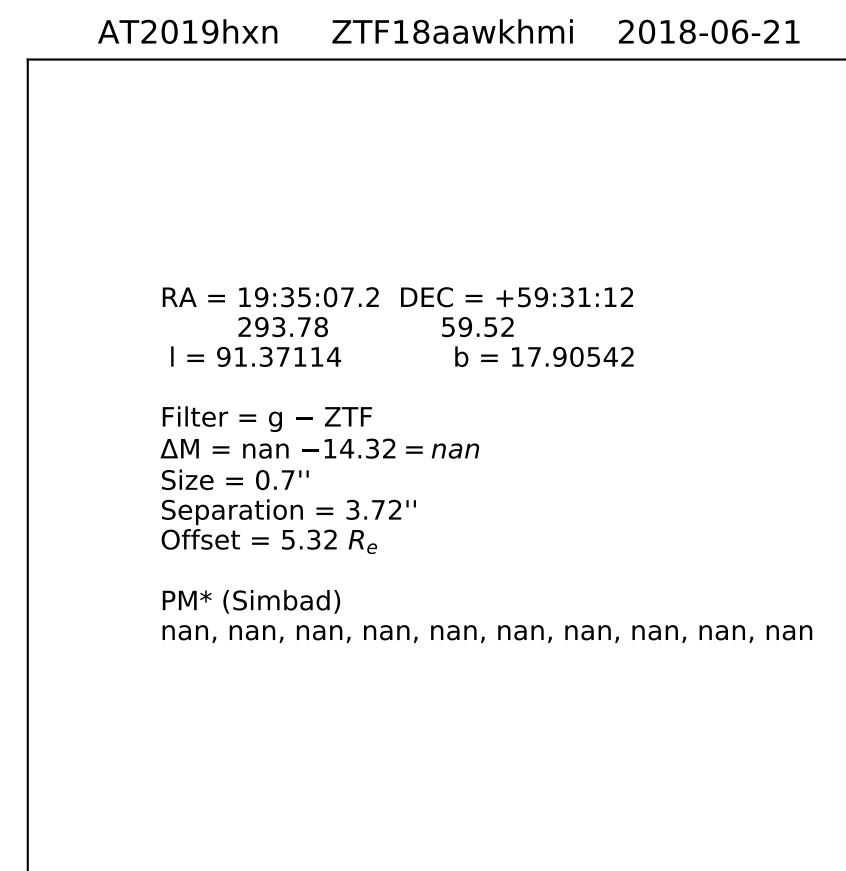 AT2019hxn ZTF18aawkhmi 2018-06-21
RA = 19:35:07.2 DEC = +59:31:12
293.78 59.52
l = 91.37114 b = 17.90542
Filter = g − ZTF
ΔM = nan −14.32 = nan
Size = 0.7''
Separation = 3.72''
Offset = 5.32 Re
PM* (Simbad)
nan, nan, nan, nan, nan, nan, nan, nan, nan, nan